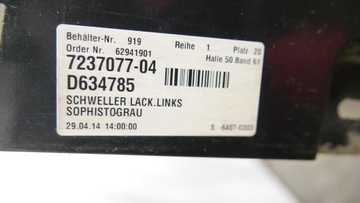 Behälter-Nr. 919 Reihe 1 Platz 20
Order Nr. 62941901 Halle 50 Band 61
7237077-04
D634785
SCHWELLER LACK.LINKS
SOPHISTOGRAU
29.04.14 14:00:00 S -6407-0303